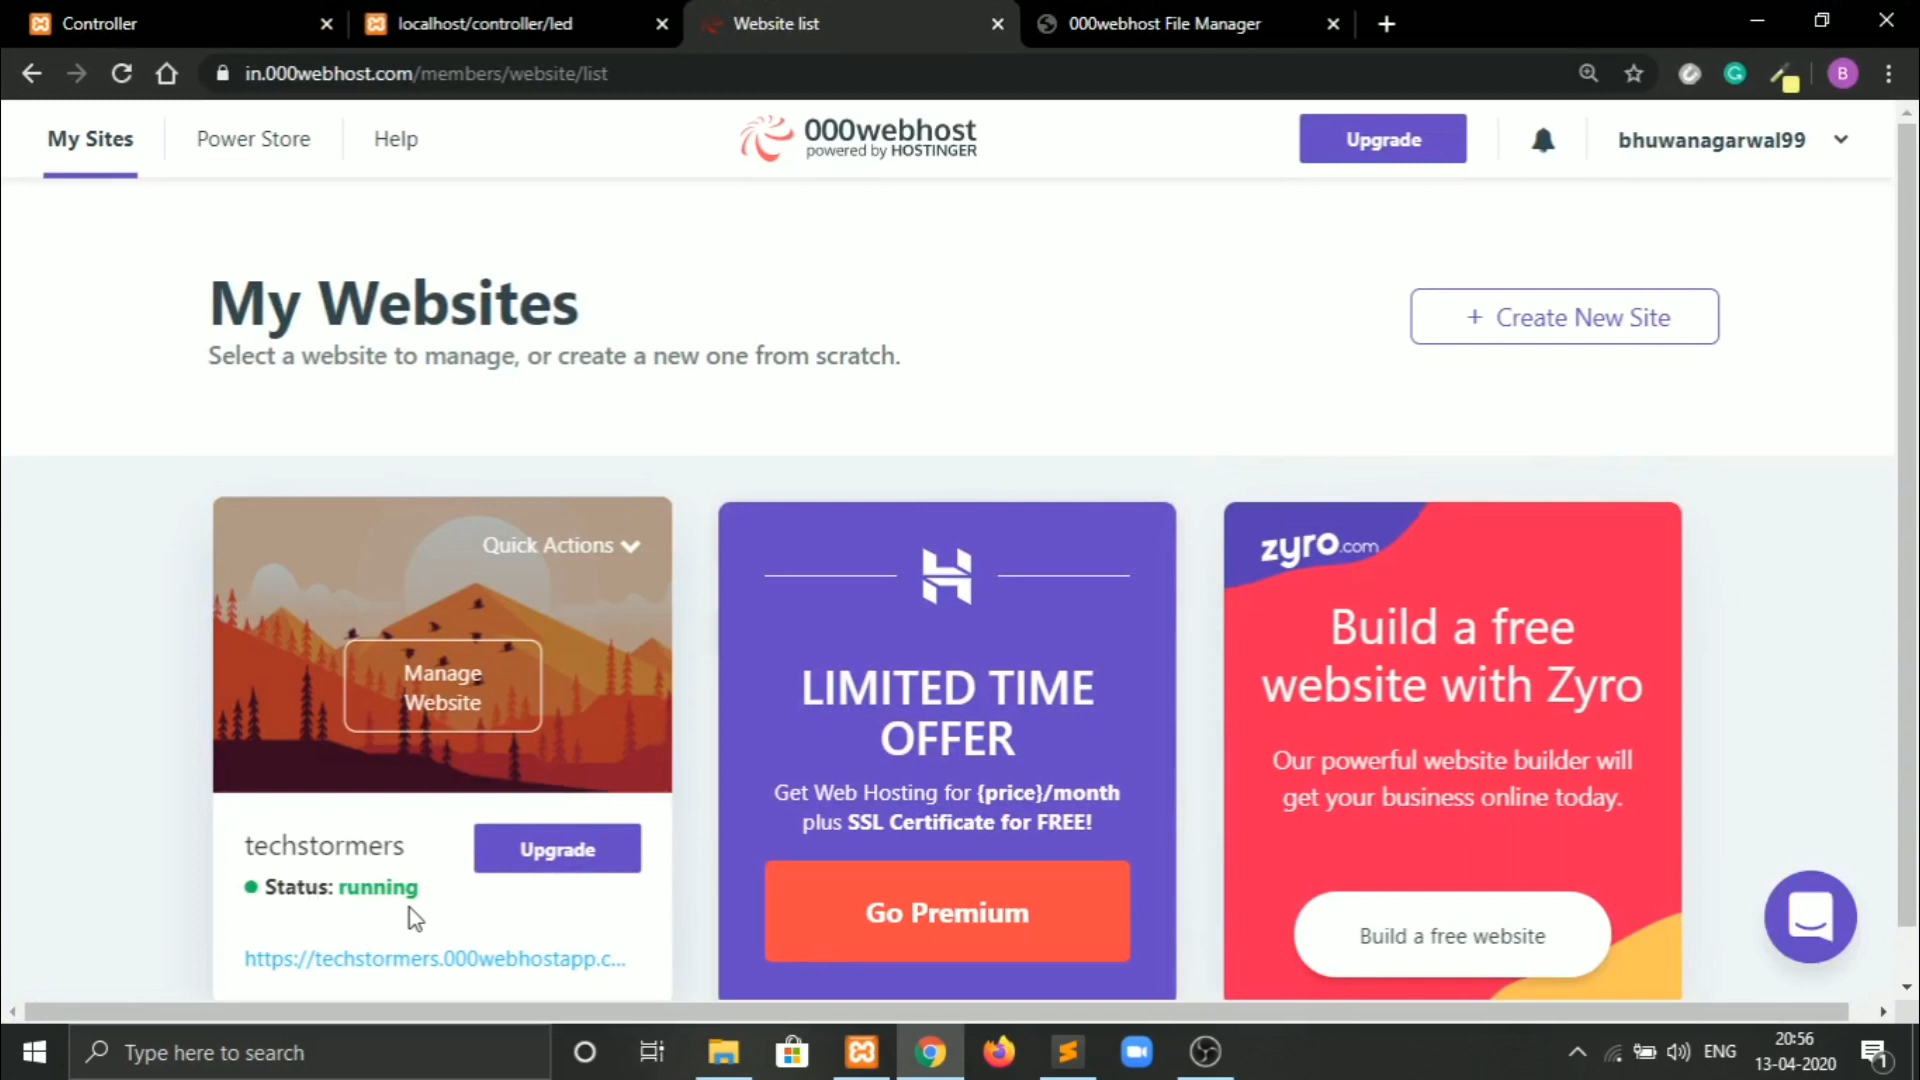 Controller
localhost/controller/led
Website list
000webhost File Manager
in.000webhost.com/members/website/list
B
My Sites
Power Store
Help
000webhost
powered by HOSTINGER
Upgrade
bhuwanagarwal99
My Websites
Select a website to manage, or create a new one from scratch.
+ Create New Site
Quick Actions
Manage
Website
techstormers
Upgrade
Status: running
https://techstormers.000webhostapp.c...
LIMITED TIME
OFFER
Get Web Hosting for {price}/month
plus SSL Certificate for FREE!
Go Premium
zyro.com
Build a free
website with Zyro
Our powerful website builder will
get your business online today.
Build a free website
Type here to search
ENG
20:56
13-04-2020
1